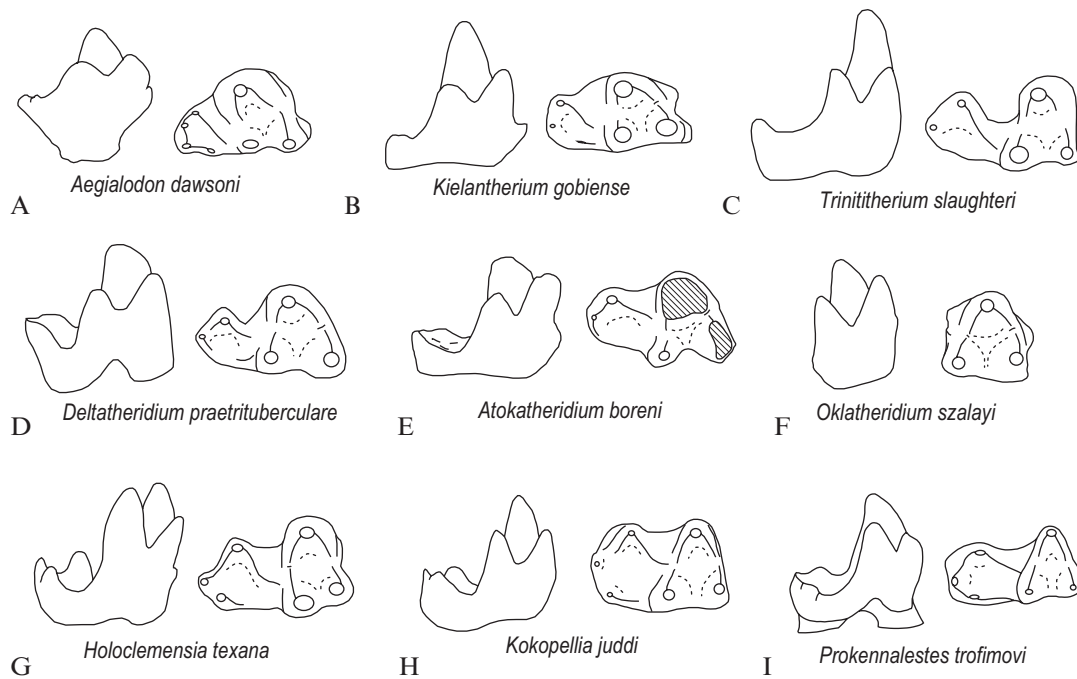 Aegialodon dawsoni
A
Kielantherium gobiense
B
Trinititherium slaughteri
C
Deltatheridium praetrituberculare
D
Atokatheridium boreni
E
Oklatheridium szalayi
F
Holoclemensia texana
G
Kokopellia juddi
H
Prokennalestes trofimovi
I